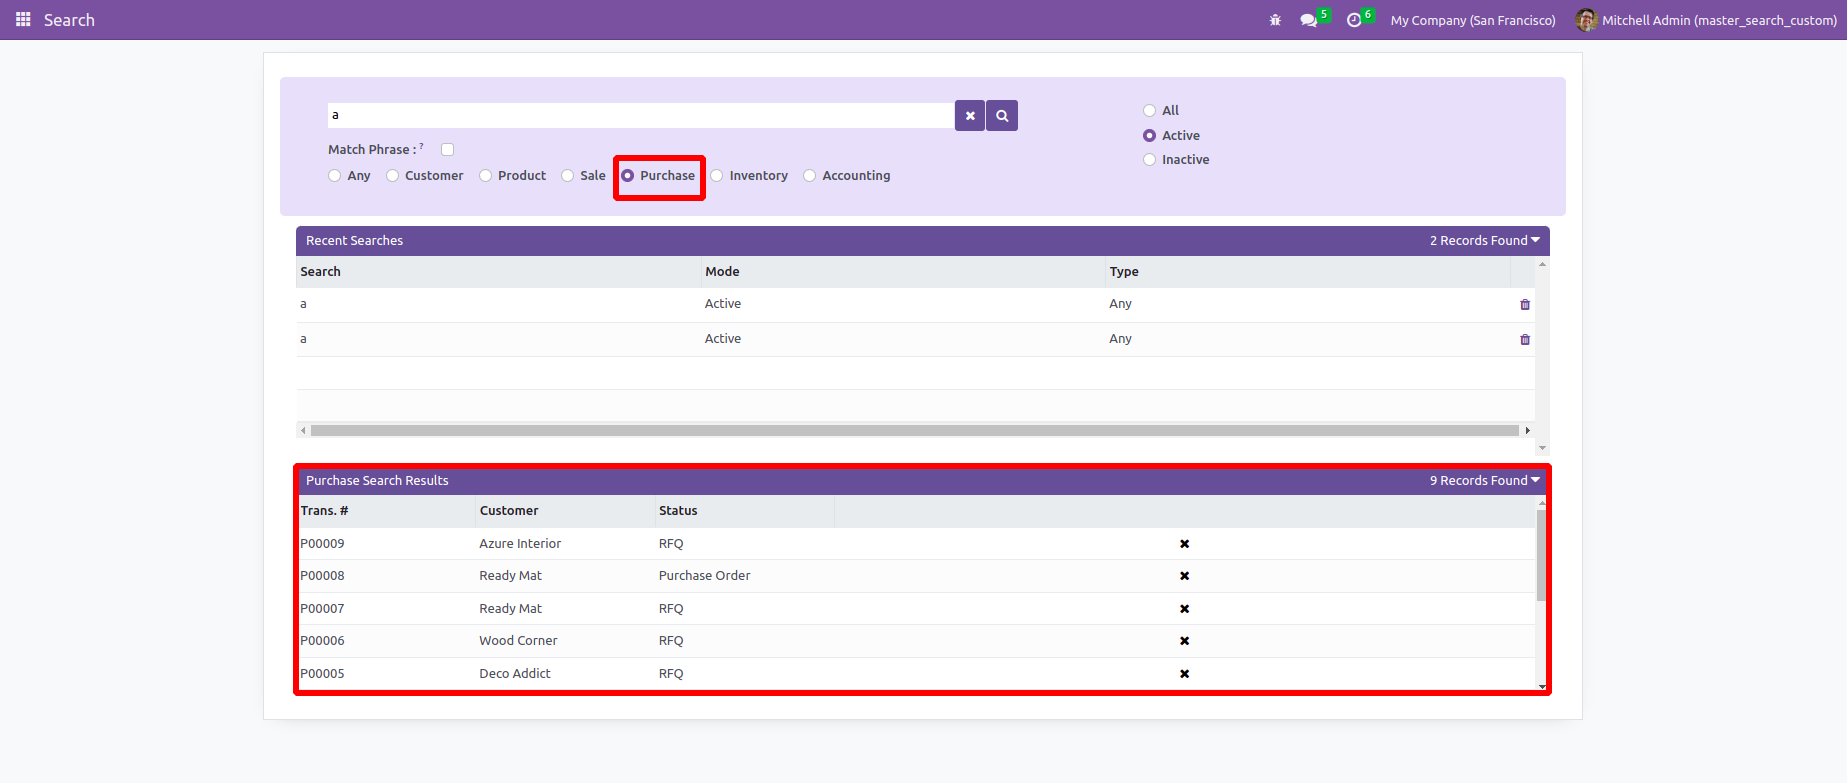 Search 5 6 My Company (San Francisco) Mitchell Admin (master_search_custom)
a
All
Active
Inactive
Match Phrase : ?
Any Customer Product Sale Purchase Inventory Accounting
Recent Searches 2 Records Found
Search Mode Type
a Active Any
a Active Any
Purchase Search Results 9 Records Found
Trans. # Customer Status
P00009 Azure Interior RFQ
P00008 Ready Mat Purchase Order
P00007 Ready Mat RFQ
P00006 Wood Corner RFQ
P00005 Deco Addict RFQ